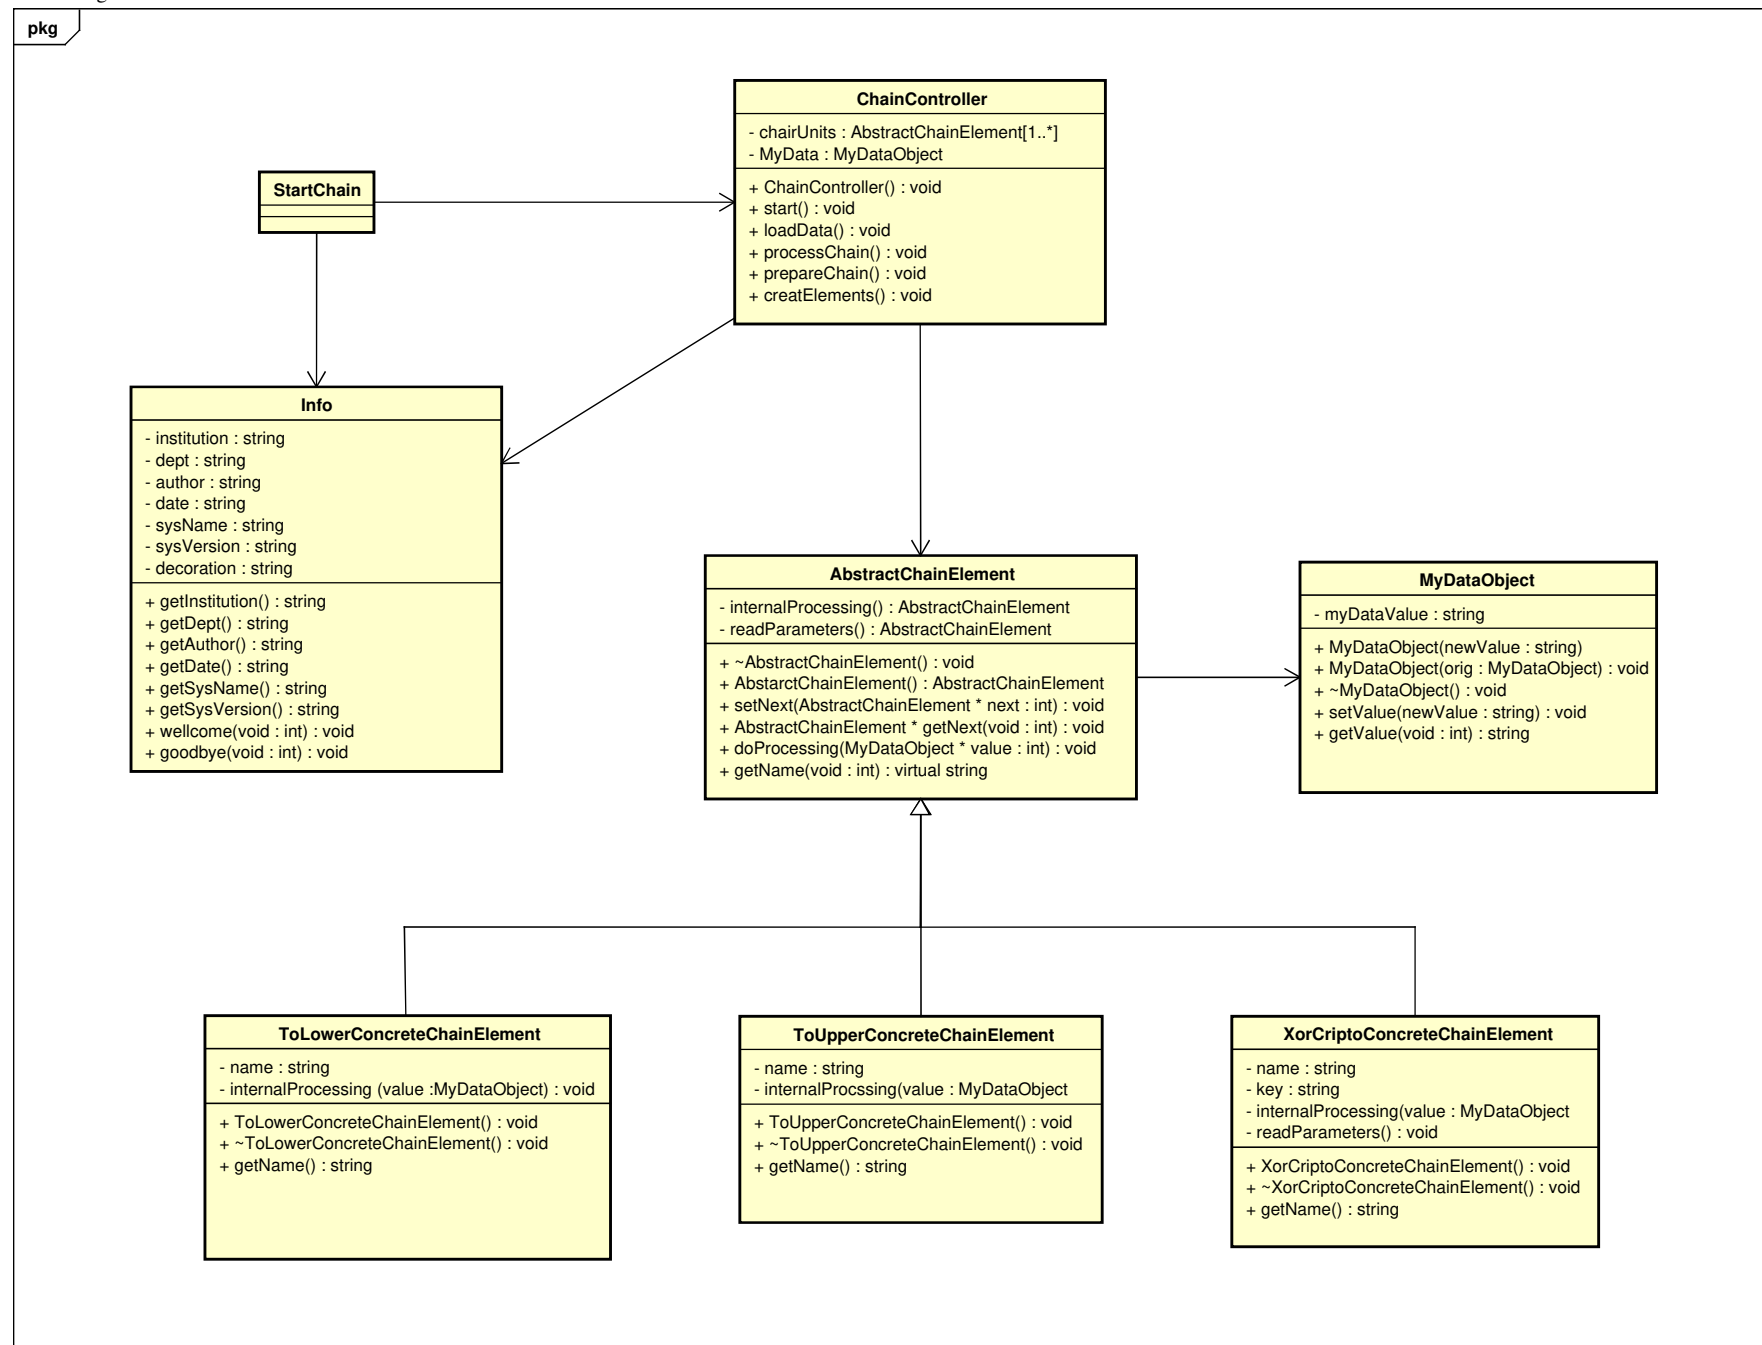 pkg
ChainController
- chairUnits : AbstractChainElement[1..*]
- MyData : MyDataObject
+ ChainController() : void
+ start() : void
+ loadData() : void
+ processChain() : void
+ prepareChain() : void
+ creatElements() : void
StartChain
Info
- institution : string
- dept : string
- author : string
- date : string
- sysName : string
- sysVersion : string
- decoration : string
+ getInstitution() : string
+ getDept() : string
+ getAuthor() : string
+ getDate() : string
+ getSysName() : string
+ getSysVersion() : string
+ wellcome(void : int) : void
+ goodbye(void : int) : void
AbstractChainElement
- internalProcessing() : AbstractChainElement
- readParameters() : AbstractChainElement
+ ~AbstractChainElement() : void
+ AbstarctChainElement() : AbstractChainElement
+ setNext(AbstractChainElement * next : int) : void
+ AbstractChainElement * getNext(void : int) : void
+ doProcessing(MyDataObject * value : int) : void
+ getName(void : int) : virtual string
MyDataObject
- myDataValue : string
+ MyDataObject(newValue : string)
+ MyDataObject(orig : MyDataObject) : void
+ ~MyDataObject() : void
+ setValue(newValue : string) : void
+ getValue(void : int) : string
ToLowerConcreteChainElement
- name : string
- internalProcessing (value :MyDataObject) : void
+ ToLowerConcreteChainElement() : void
+ ~ToLowerConcreteChainElement() : void
+ getName() : string
ToUpperConcreteChainElement
- name : string
- internalProcssing(value : MyDataObject
+ ToUpperConcreteChainElement() : void
+ ~ToUpperConcreteChainElement() : void
+ getName() : string
XorCriptoConcreteChainElement
- name : string
- key : string
- internalProcessing(value : MyDataObject
- readParameters() : void
+ XorCriptoConcreteChainElement() : void
+ ~XorCriptoConcreteChainElement() : void
+ getName() : string